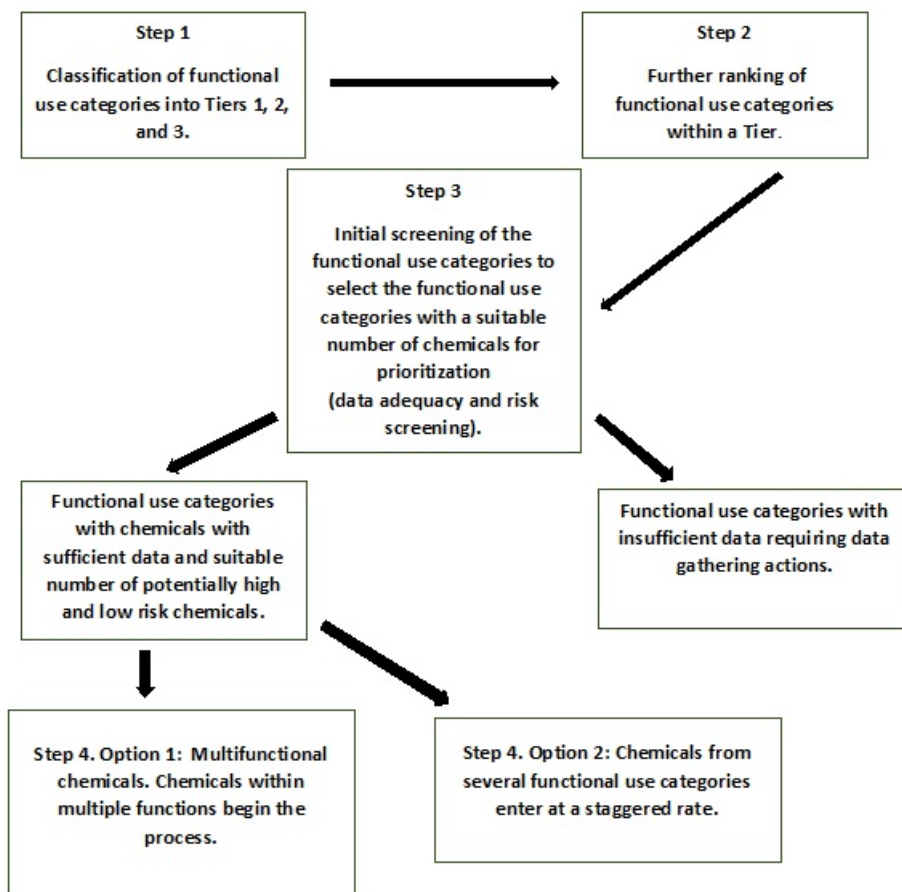 Step 1
Classification of functional
use categories into Tiers 1, 2,
and 3.
Step 2
Further ranking of
functional use categories
within a Tier.
Step 3
Initial screening of the
functional use categories to
select the functional use
categories with a suitable
number of chemicals for
prioritization
(data adequacy and risk
screening).
Functional use categories
with chemicals with
sufficient data and suitable
number of potentially high
and low risk chemicals.
Functional use categories with
insufficient data requiring data
gathering actions.
Step 4. Option 1: Multifunctional
chemicals. Chemicals within
multiple functions begin the
process.
Step 4. Option 2: Chemicals from
several functional use categories
enter at a staggered rate.